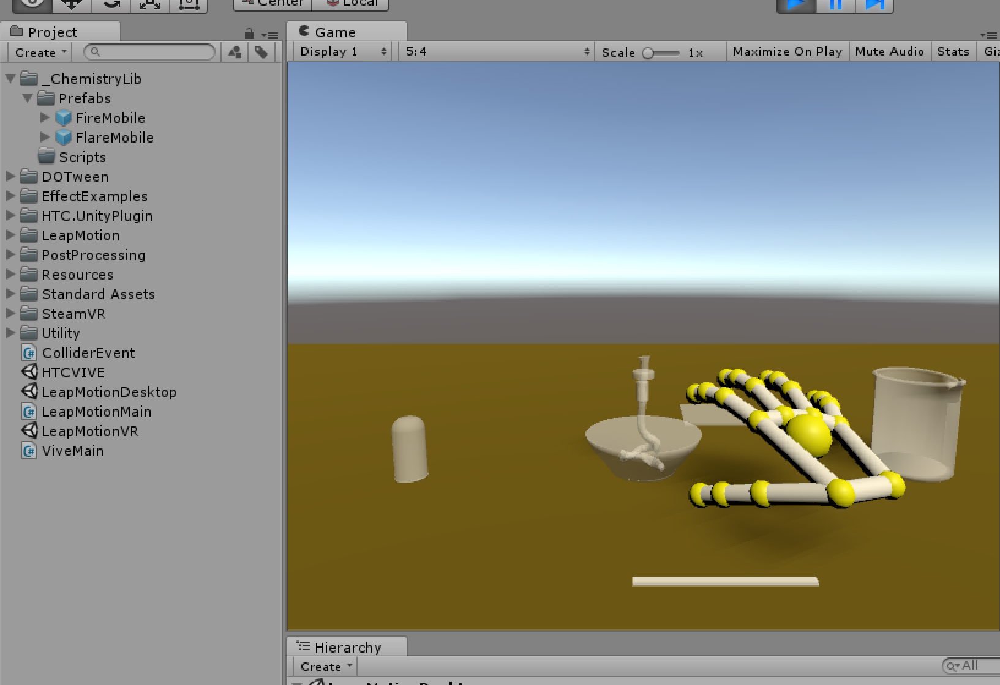 Center Local
Project
Create
_ChemistryLib
Prefabs
FireMobile
FlareMobile
Scripts
DOTween
EffectExamples
HTC.UnityPlugin
LeapMotion
PostProcessing
Resources
Standard Assets
SteamVR
Utility
ColliderEvent
HTCVIVE
LeapMotionDesktop
LeapMotionMain
LeapMotionVR
ViveMain
Game
Display 1 5:4 Scale 1x Maximize On Play Mute Audio Stats
Hierarchy
Create All